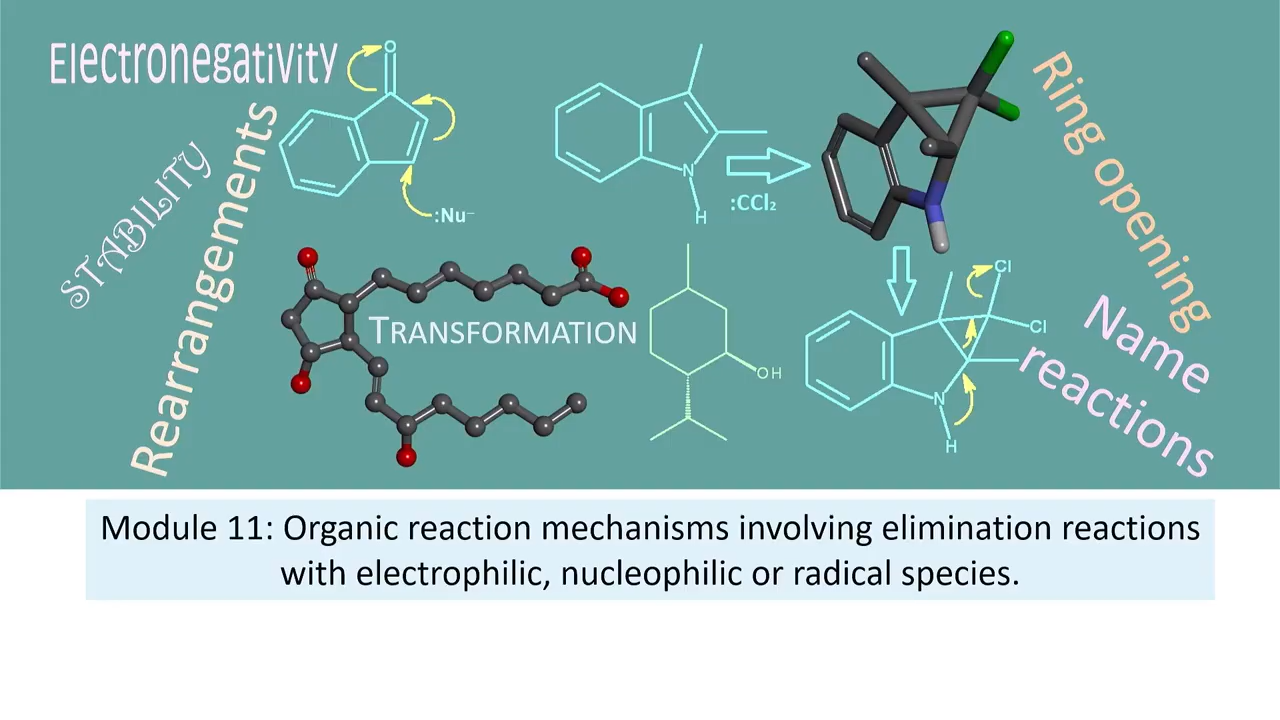 Electronegativity
STABILITY
Rearrangements
O
:Nu⁻
N
H
:CCl₂
TRANSFORMATION
OH
Cl
Cl
N
H
Ring opening
Name
reactions
Module 11: Organic reaction mechanisms involving elimination reactions
with electrophilic, nucleophilic or radical species.